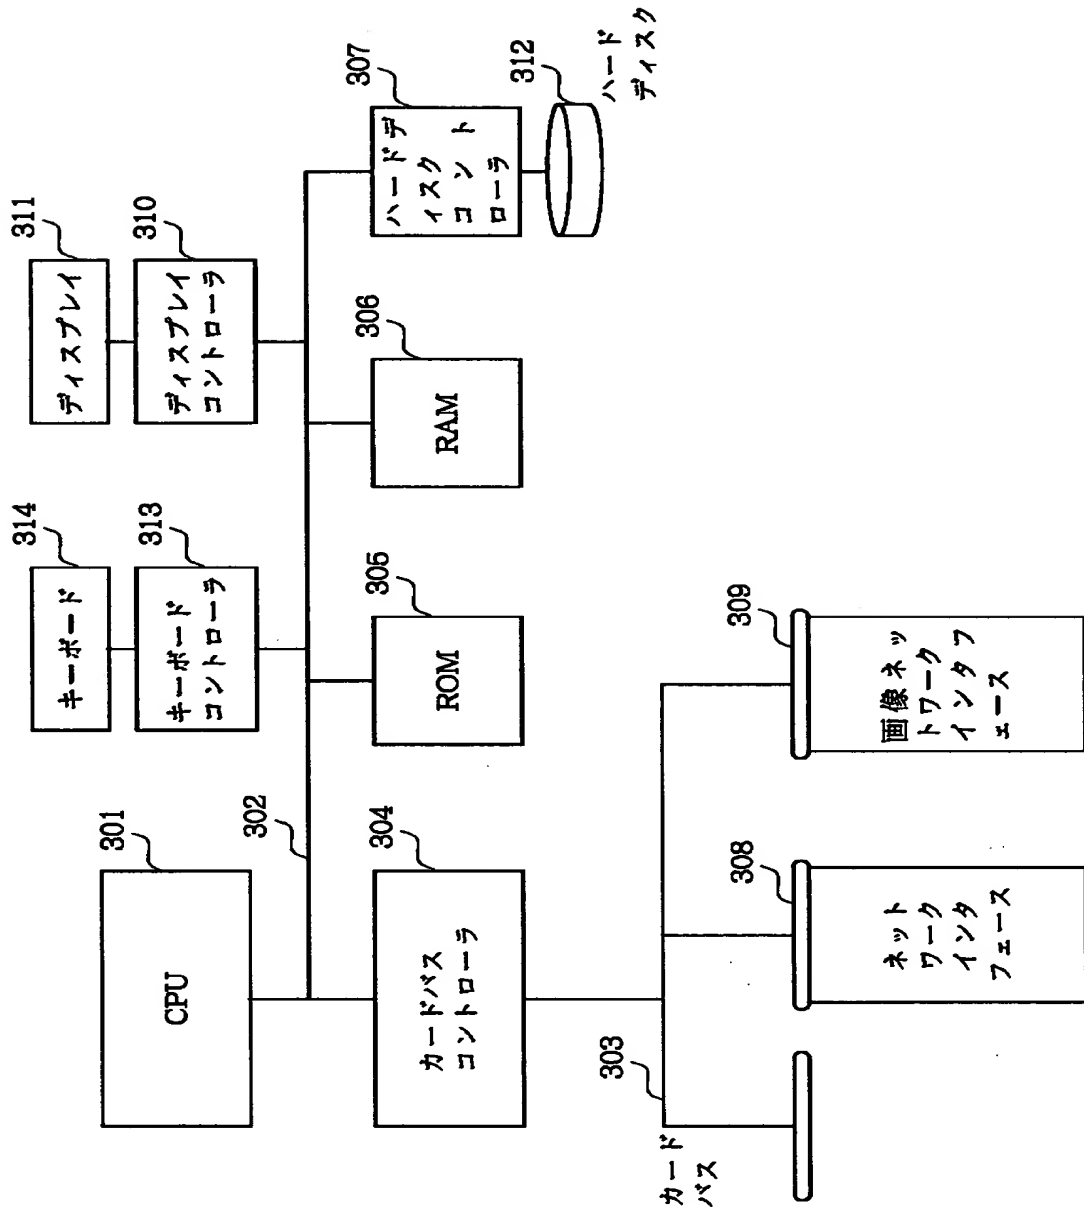 314
キーボード
311
ディスプレイ
301
CPU
313
キーボード
コントローラ
310
ディスプレイ
コントローラ
302
304
カードバス
コントローラ
305
ROM
306
RAM
307
ハードデ
ィスク
コント
ローラ
312
ハード
ディスク
303
カード
バス
308
ネット
ワーク
インタ
フェース
309
画像ネッ
トワーク
インタフ
ェース